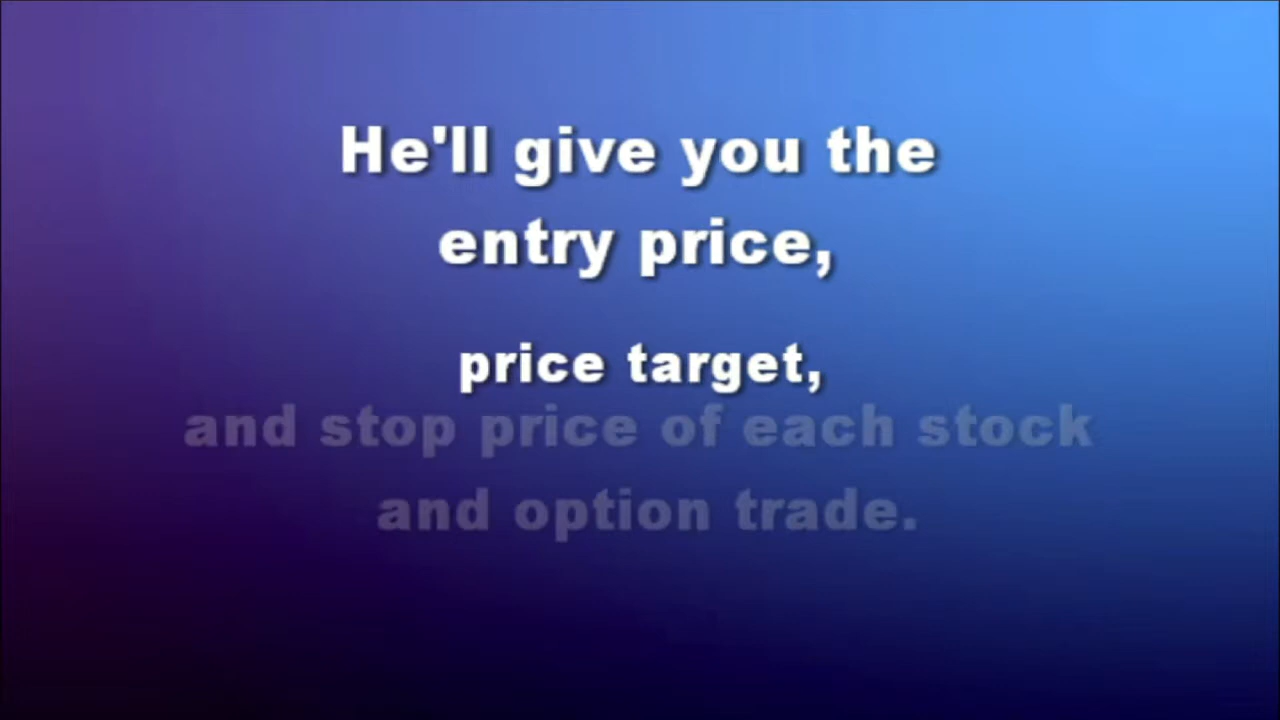 He'll give you the
entry price,
price target,
and stop price of each stock
and option trade.